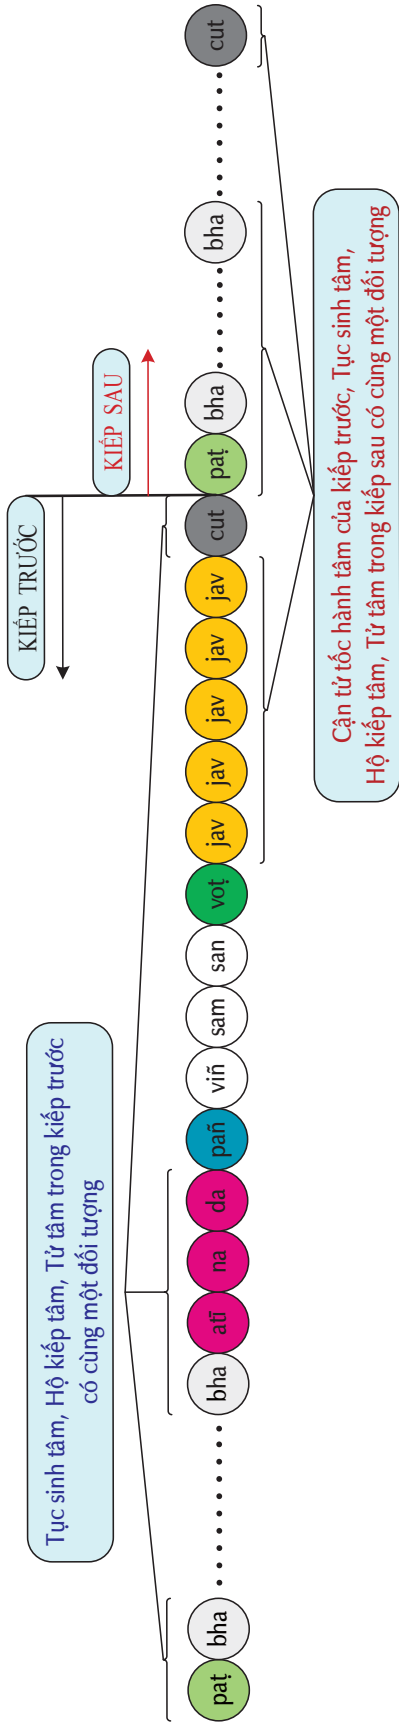 KIẾP TRƯỚC
KIẾP SAU
Tục sinh tâm, Hộ kiếp tâm, Tử tâm trong kiếp trước
có cùng một đối tượng
paṭ bha bha atī na da pañ viñ sam san voṭ jav jav jav jav jav cut paṭ bha bha cut
Cận tử tốc hành tâm của kiếp trước, Tục sinh tâm,
Hộ kiếp tâm, Tử tâm trong kiếp sau có cùng một đối tượng